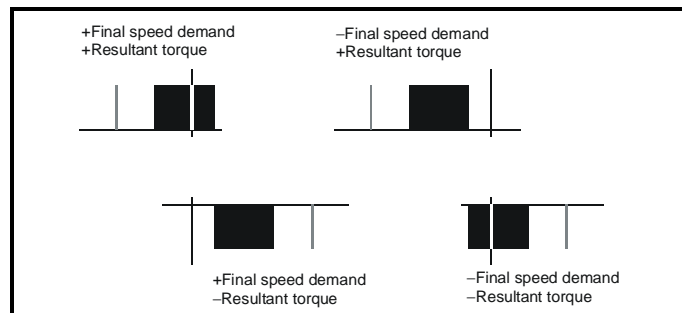 +Final speed demand
+Resultant torque
–Final speed demand
+Resultant torque
+Final speed demand
–Resultant torque
–Final speed demand
–Resultant torque